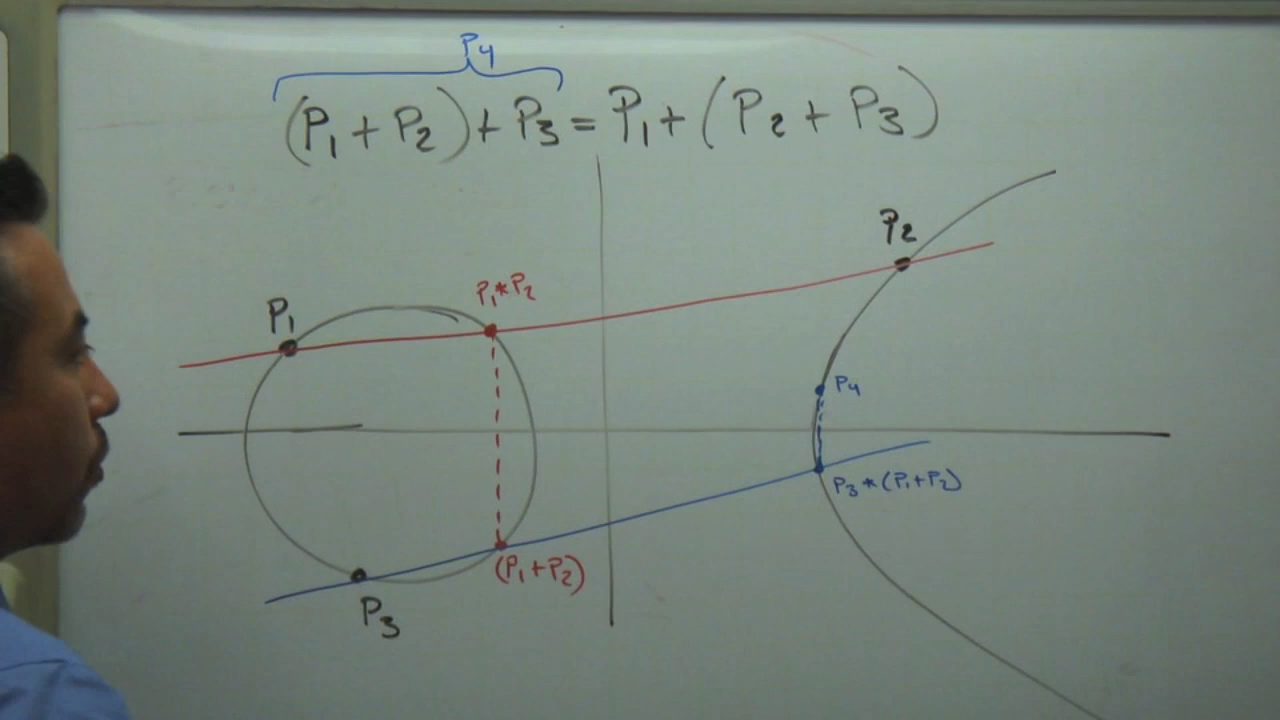 P4
(P1 + P2) + P3 = P1 + (P2 + P3)
P2
P1 * P2
P1
P4
P3 * (P1 + P2)
(P1 + P2)
P3